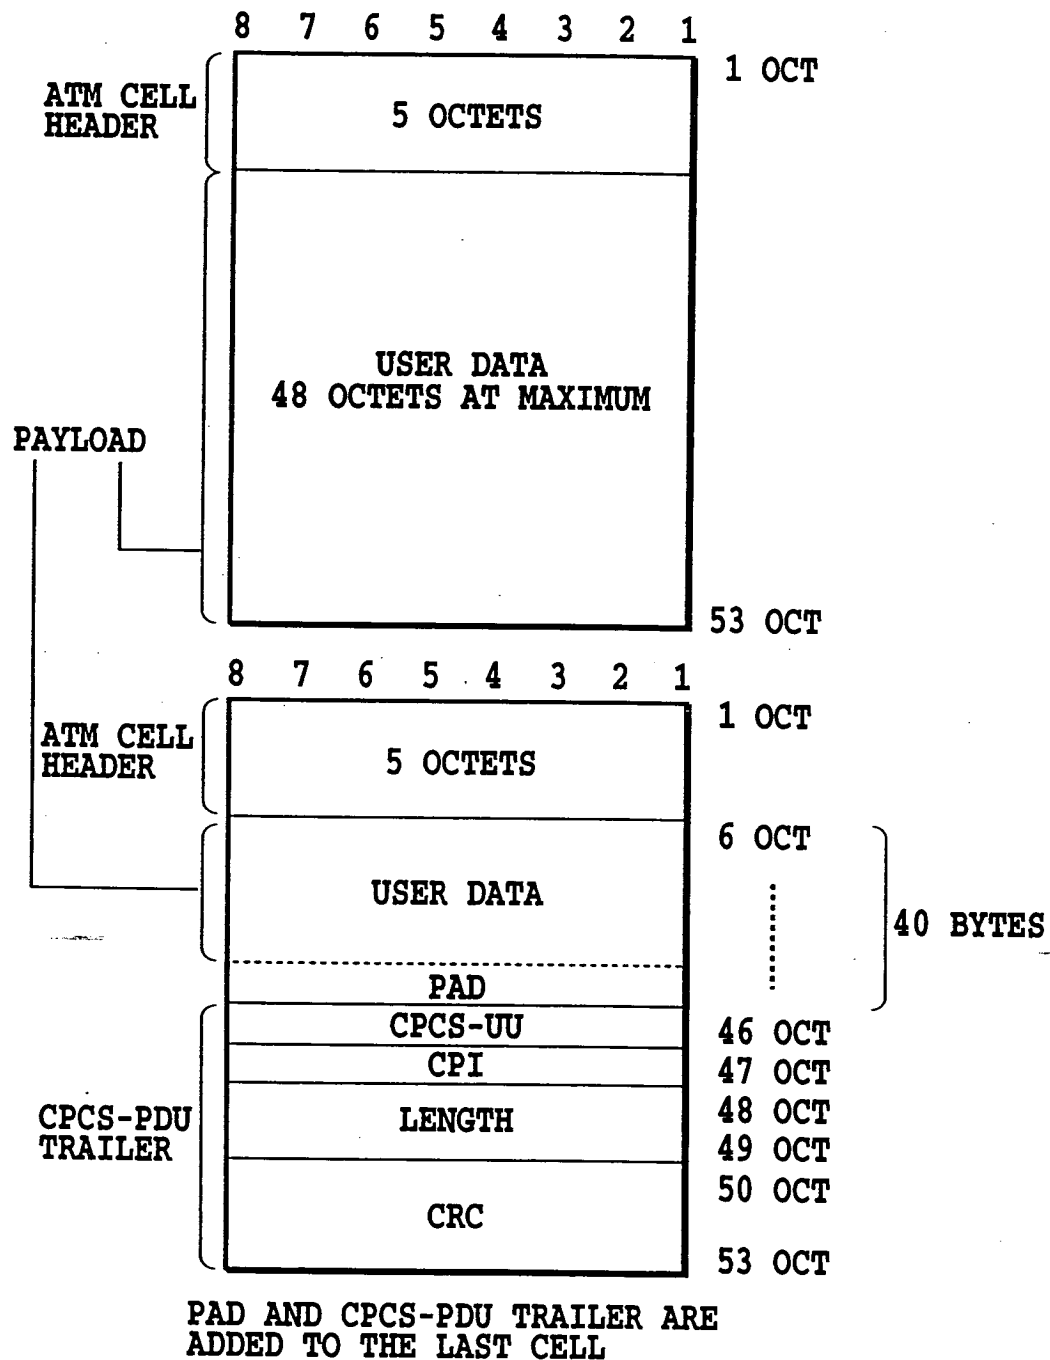 8 7 6 5 4 3 2 1
1 OCT
ATM CELL
HEADER
5 OCTETS
USER DATA
48 OCTETS AT MAXIMUM
PAYLOAD
53 OCT
8 7 6 5 4 3 2 1
1 OCT
ATM CELL
HEADER
5 OCTETS
6 OCT
USER DATA
40 BYTES
PAD
CPCS-UU
46 OCT
CPI
47 OCT
CPCS-PDU
TRAILER
LENGTH
48 OCT
49 OCT
50 OCT
CRC
53 OCT
PAD AND CPCS-PDU TRAILER ARE
ADDED TO THE LAST CELL